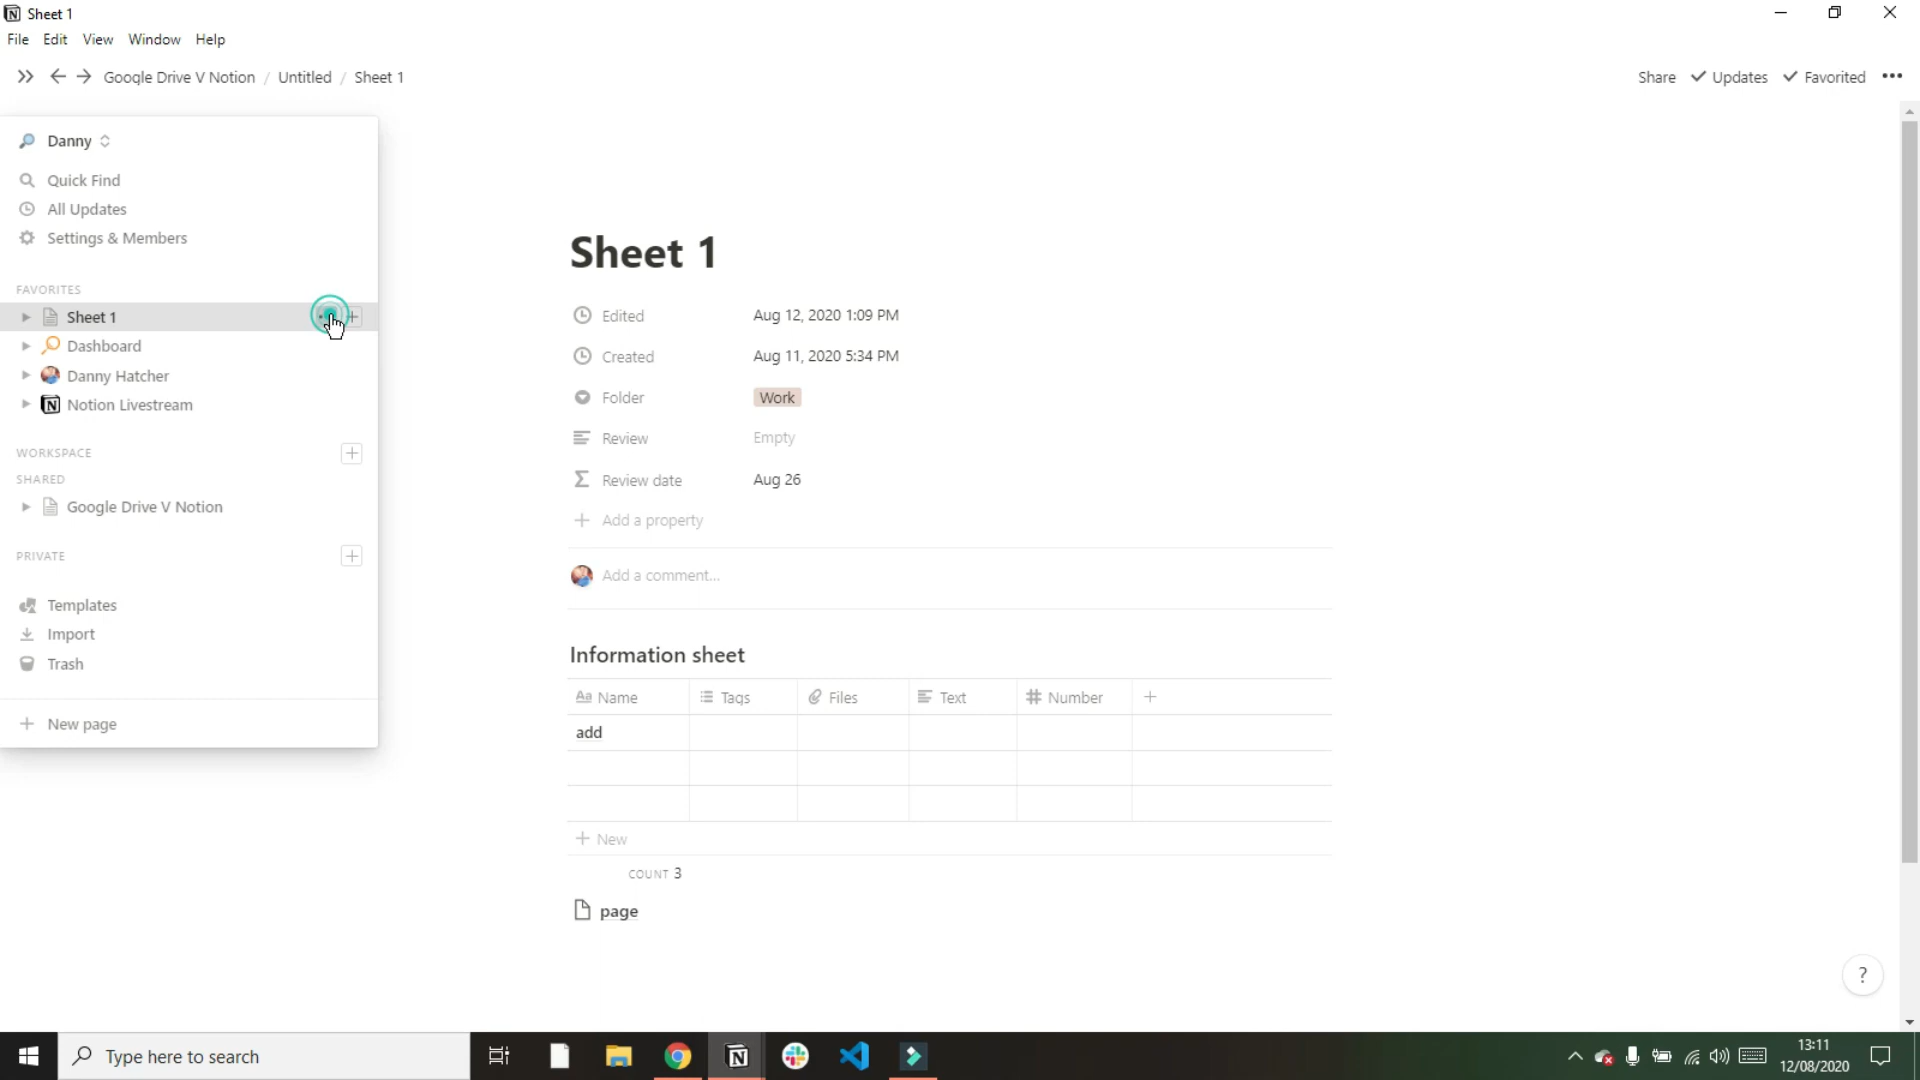 Sheet 1
File Edit View Window Help
Google Drive V Notion / Untitled / Sheet 1
Share Updates Favorited
Danny
Quick Find
All Updates
Settings & Members
FAVORITES
Sheet 1
Dashboard
Danny Hatcher
Notion Livestream
WORKSPACE
SHARED
Google Drive V Notion
PRIVATE
Templates
Import
Trash
New page
Sheet 1
Edited Aug 12, 2020 1:09 PM
Created Aug 11, 2020 5:34 PM
Folder Work
Review Empty
Review date Aug 26
Add a property
Add a comment...
Information sheet
Aa Name Tags Files Text # Number
add
New
COUNT 3
page
?
Type here to search
13:11
12/08/2020